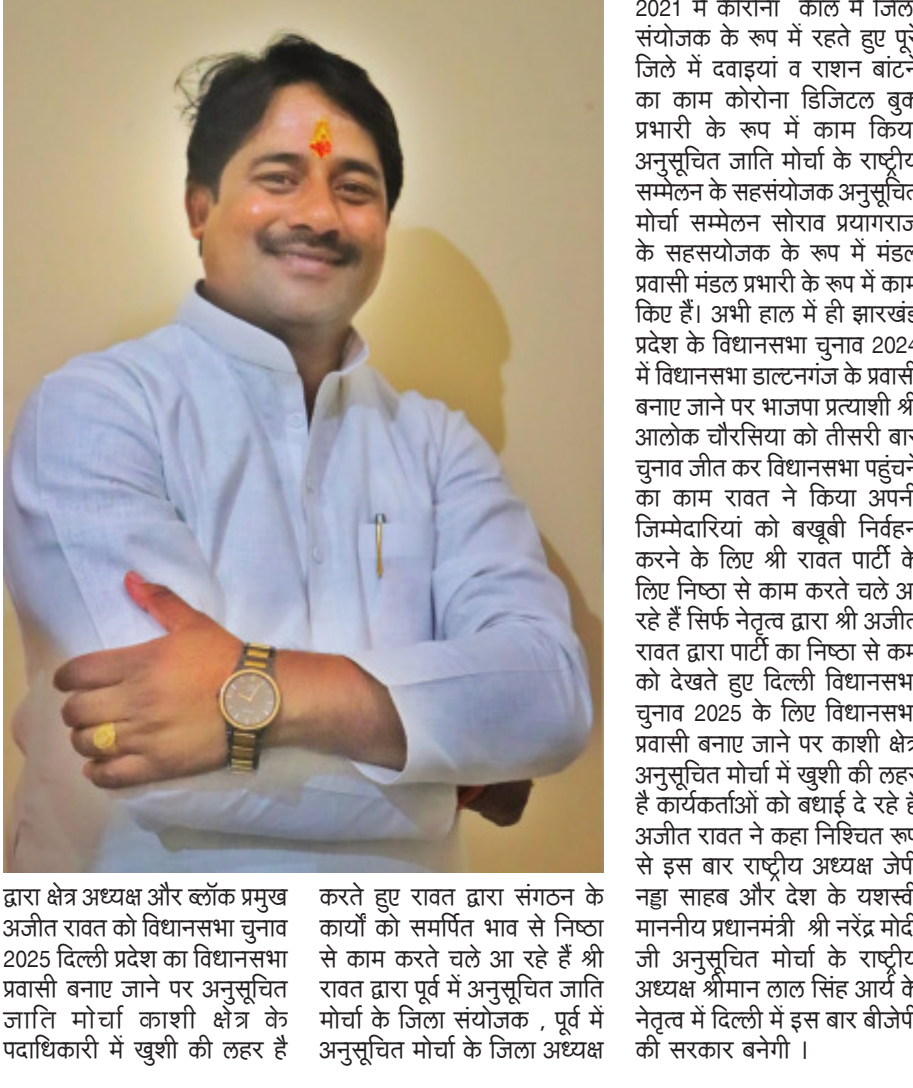 द्वारा क्षेत्र अध्यक्ष और ब्लॉक प्रमुख
अजीत रावत को विधानसभा चुनाव
2025 दिल्ली प्रदेश का विधानसभा
प्रवासी बनाए जाने पर अनुसूचित
जाति मोर्चा काशी क्षेत्र के
पदाधिकारी में खुशी की लहर है
करते हुए रावत द्वारा संगठन के
कार्यों को समर्पित भाव से निष्ठा
से काम करते चले आ रहे हैं श्री
रावत द्वारा पूर्व में अनुसूचित जाति
मोर्चा के जिला संयोजक , पूर्व में
अनुसूचित मोर्चा के जिला अध्यक्ष
2021 में कोरोना काल में जिला
संयोजक के रूप में रहते हुए पूरे
जिले में दवाइयां व राशन बांटने
का काम कोरोना डिजिटल बुक
प्रभारी के रूप में काम किया
अनुसूचित जाति मोर्चा के राष्ट्रीय
सम्मेलन के सहसंयोजक अनुसूचित
मोर्चा सम्मेलन सोराव प्रयागराज
के सहसयोजक के रूप में मंडल
प्रवासी मंडल प्रभारी के रूप में काम
किए हैं। अभी हाल में ही झारखंड
प्रदेश के विधानसभा चुनाव 2024
में विधानसभा डाल्टनगंज के प्रवासी
बनाए जाने पर भाजपा प्रत्याशी श्री
आलोक चौरसिया को तीसरी बार
चुनाव जीत कर विधानसभा पहुंचने
का काम रावत ने किया अपनी
जिम्मेदारियां को बखूबी निर्वहन
करने के लिए श्री रावत पार्टी के
लिए निष्ठा से काम करते चले आ
रहे हैं सिर्फ नेतृत्व द्वारा श्री अजीत
रावत द्वारा पार्टी का निष्ठा से कम
को देखते हुए दिल्ली विधानसभा
चुनाव 2025 के लिए विधानसभा
प्रवासी बनाए जाने पर काशी क्षेत्र
अनुसूचित मोर्चा में खुशी की लहर
है कार्यकर्ताओं को बधाई दे रहे हैं
अजीत रावत ने कहा निश्चित रूप
से इस बार राष्ट्रीय अध्यक्ष जेपी
नड्डा साहब और देश के यशस्वी
माननीय प्रधानमंत्री श्री नरेंद्र मोदी
जी अनुसूचित मोर्चा के राष्ट्रीय
अध्यक्ष श्रीमान लाल सिंह आर्य के
नेतृत्व में दिल्ली में इस बार बीजेपी
की सरकार बनेगी ।